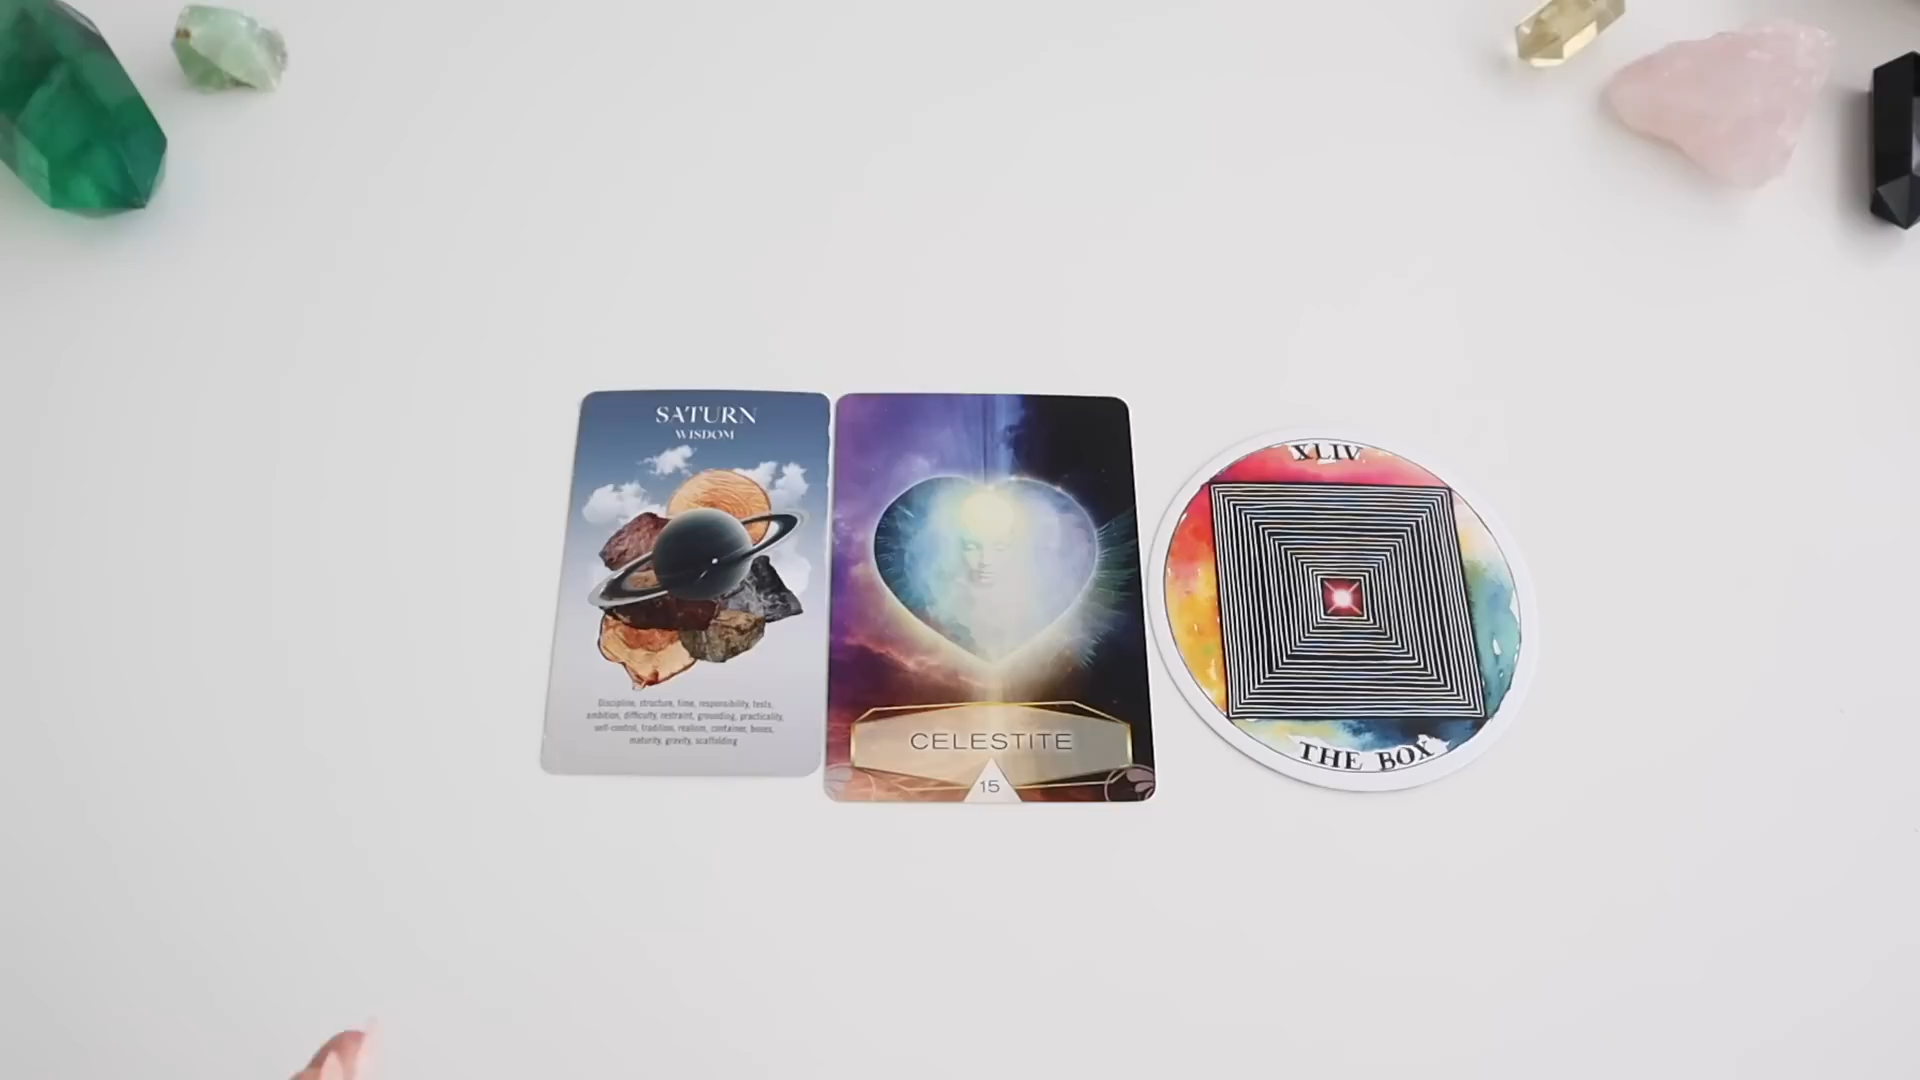 SATURN
WISDOM
Discipline, structure, time, responsibility, tests,
ambition, difficulty, restraint, grounding, practicality,
self-control, tradition, realism, container, bones,
maturity, gravity, scaffolding
CELESTITE
15
XLIV
THE BOX